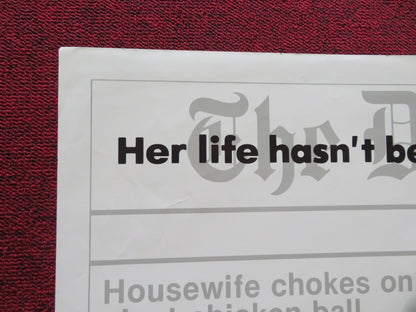 The D
Her life hasn't be
Housewife chokes on
chicken ball